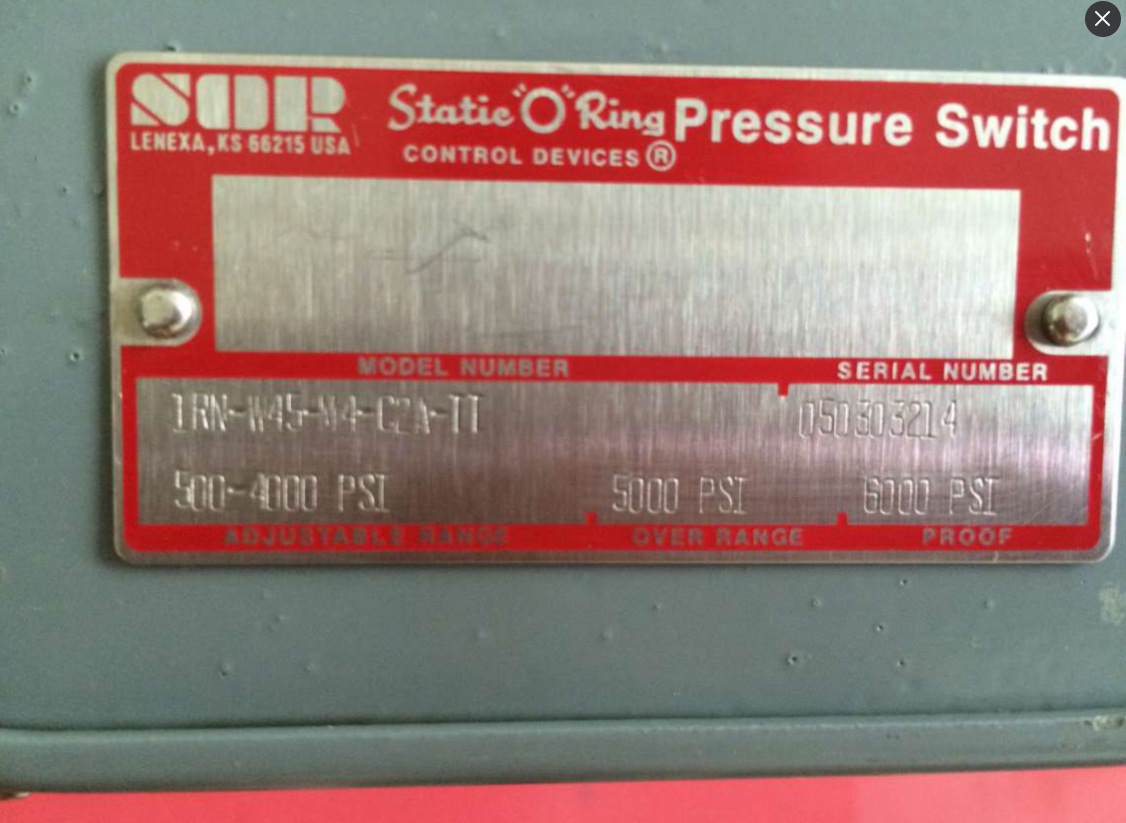 SOR
LENEXA, KS 66215 USA
Static "O" Ring Pressure Switch
CONTROL DEVICES ®
MODEL NUMBER SERIAL NUMBER
1RN-W45-M4-C2A-TT 050303214
500-4000 PSI 5000 PSI 6000 PSI
ADJUSTABLE RANGE OVER RANGE PROOF